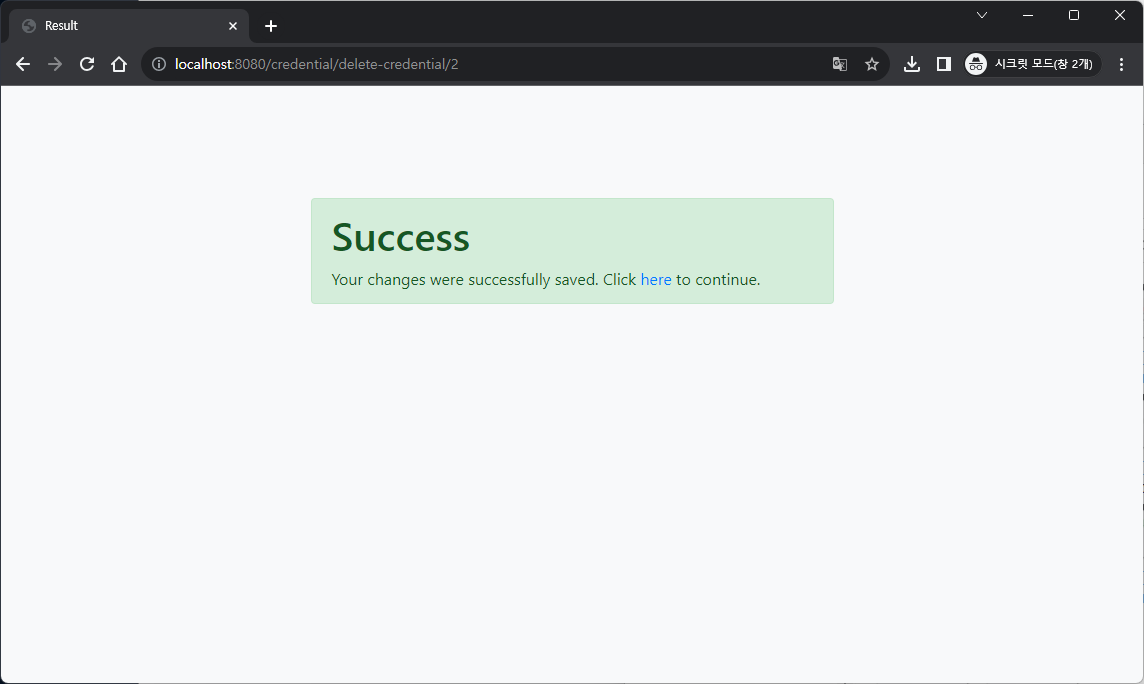 Result
localhost:8080/credential/delete-credential/2
시크릿 모드(창 2개)
Success
Your changes were successfully saved. Click here to continue.